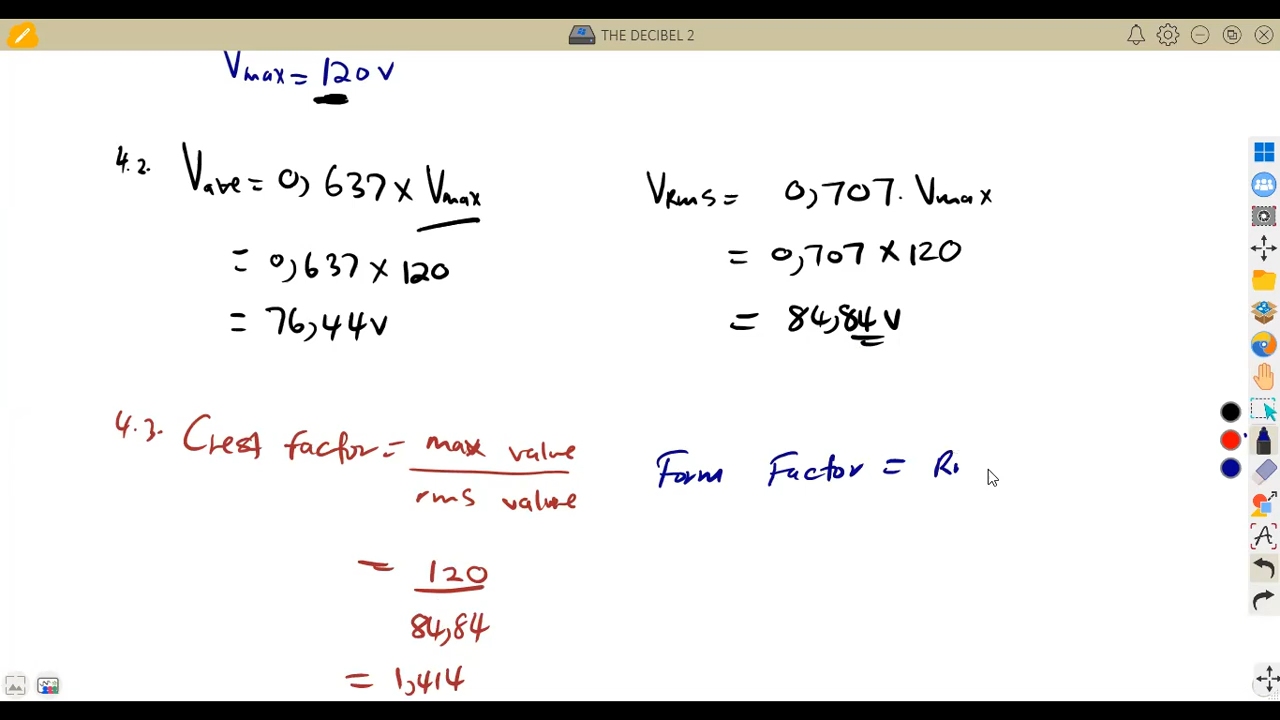 THE DECIBEL 2
Vmax = 120V
4.2. Vave = 0,637 × Vmax
= 0,637 × 120
= 76,44V
VRms = 0,707. Vmax
= 0,707 × 120
= 84,84V
4.3. Crest factor = max value
rms value
= 120
84,84
= 1,414
Form Factor =